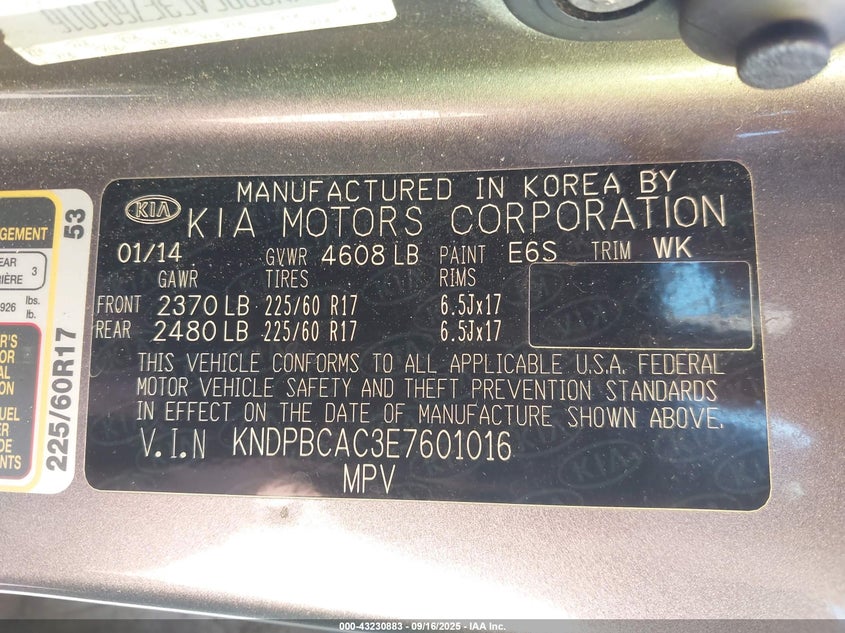 MANUFACTURED IN KOREA BY
KIA
KIA MOTORS CORPORATION
01/14 GVWR 4608 LB PAINT E6S TRIM WK
GAWR TIRES RIMS
FRONT 2370 LB 225/60 R17 6.5Jx17
REAR 2480 LB 225/60 R17 6.5Jx17
THIS VEHICLE CONFORMS TO ALL APPLICABLE U.S.A. FEDERAL
MOTOR VEHICLE SAFETY AND THEFT PREVENTION STANDARDS
IN EFFECT ON THE DATE OF MANUFACTURE SHOWN ABOVE.
V.I.N KNDPBCAC3E7601016
MPV
53
225/60R17
3
926 lbs.
000-43230883 - 09/16/2025 - IAA Inc.